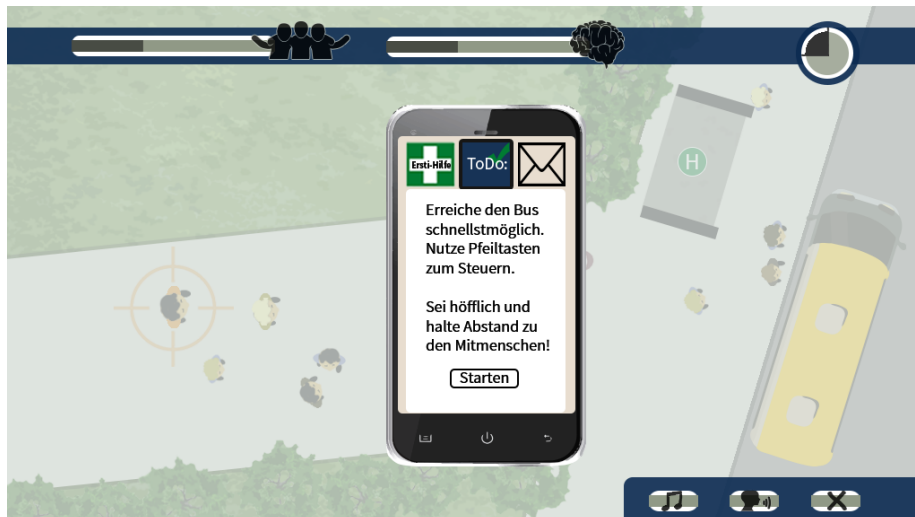 Ersti-Hilfe
ToDo:
Erreiche den Bus
schnellstmöglich.
Nutze Pfeiltasten
zum Steuern.
Sei höfflich und
halte Abstand zu
den Mitmenschen!
Starten
H